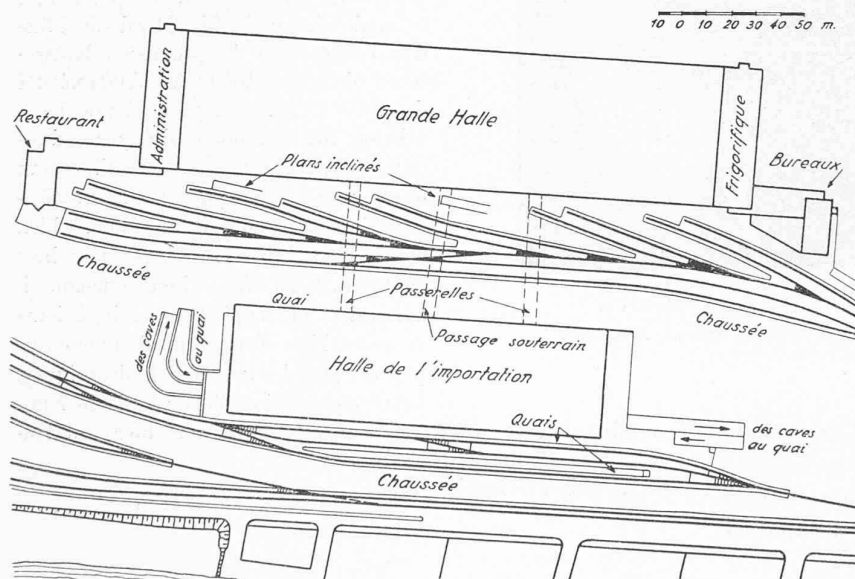 10 0 10 20 30 40 50 m.
Administration
Grande Halle
Frigorifique
Restaurant
Bureaux
Plans inclinés
Chaussée
Quai
Passerelles
Chaussée
des caves
au quai
Passage souterrain
Halle de l'importation
Quais
des caves
au quai
Chaussée